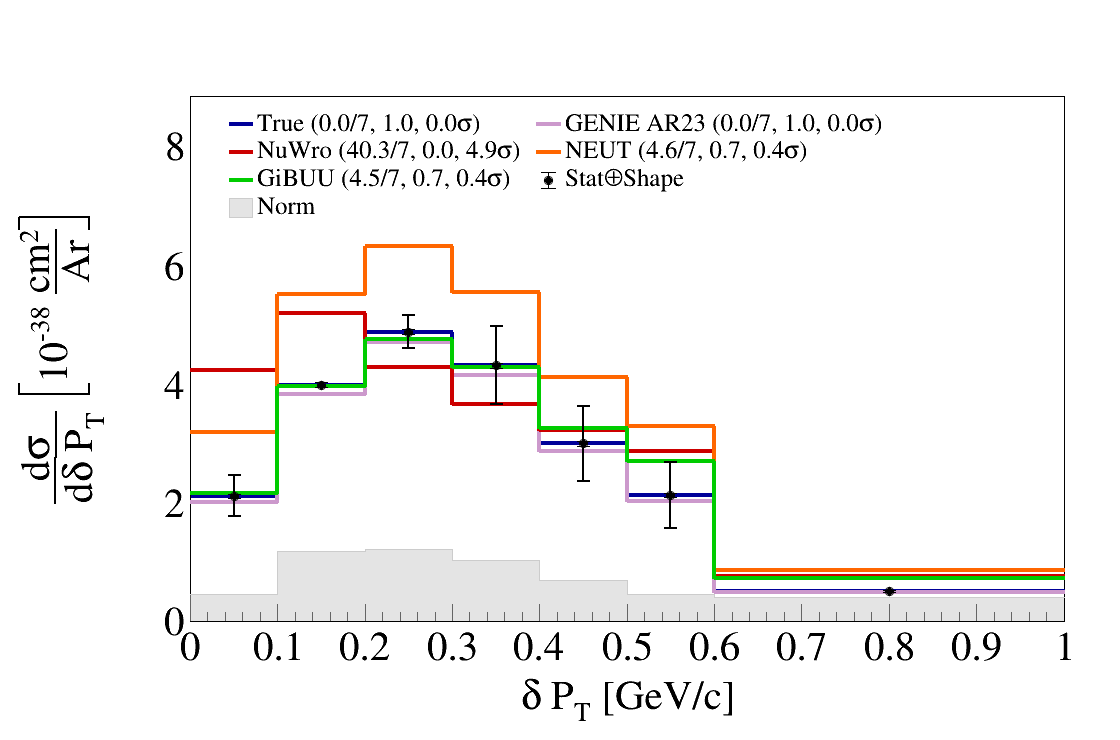 True (0.0/7, 1.0, 0.0σ)
GENIE AR23 (0.0/7, 1.0, 0.0σ)
NuWro (40.3/7, 0.0, 4.9σ)
NEUT (4.6/7, 0.7, 0.4σ)
GiBUU (4.5/7, 0.7, 0.4σ)
Stat⊕Shape
Norm
dσ/dδ P_T [10^-38 cm^2/Ar]
8
6
4
2
0
0 0.1 0.2 0.3 0.4 0.5 0.6 0.7 0.8 0.9 1
δ P_T [GeV/c]